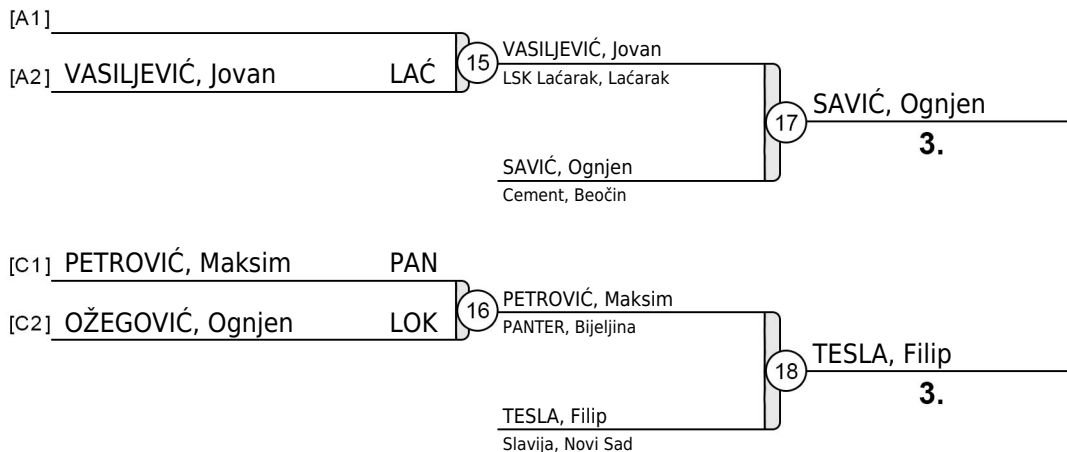 [A1]
[A2] VASILJEVIĆ, Jovan LAĆ
15
VASILJEVIĆ, Jovan
LSK Laćarak, Laćarak
SAVIĆ, Ognjen
Cement, Beočin
17
SAVIĆ, Ognjen
3.
[C1] PETROVIĆ, Maksim PAN
[C2] OŽEGOVIĆ, Ognjen LOK
16
PETROVIĆ, Maksim
PANTER, Bijeljina
TESLA, Filip
Slavija, Novi Sad
18
TESLA, Filip
3.